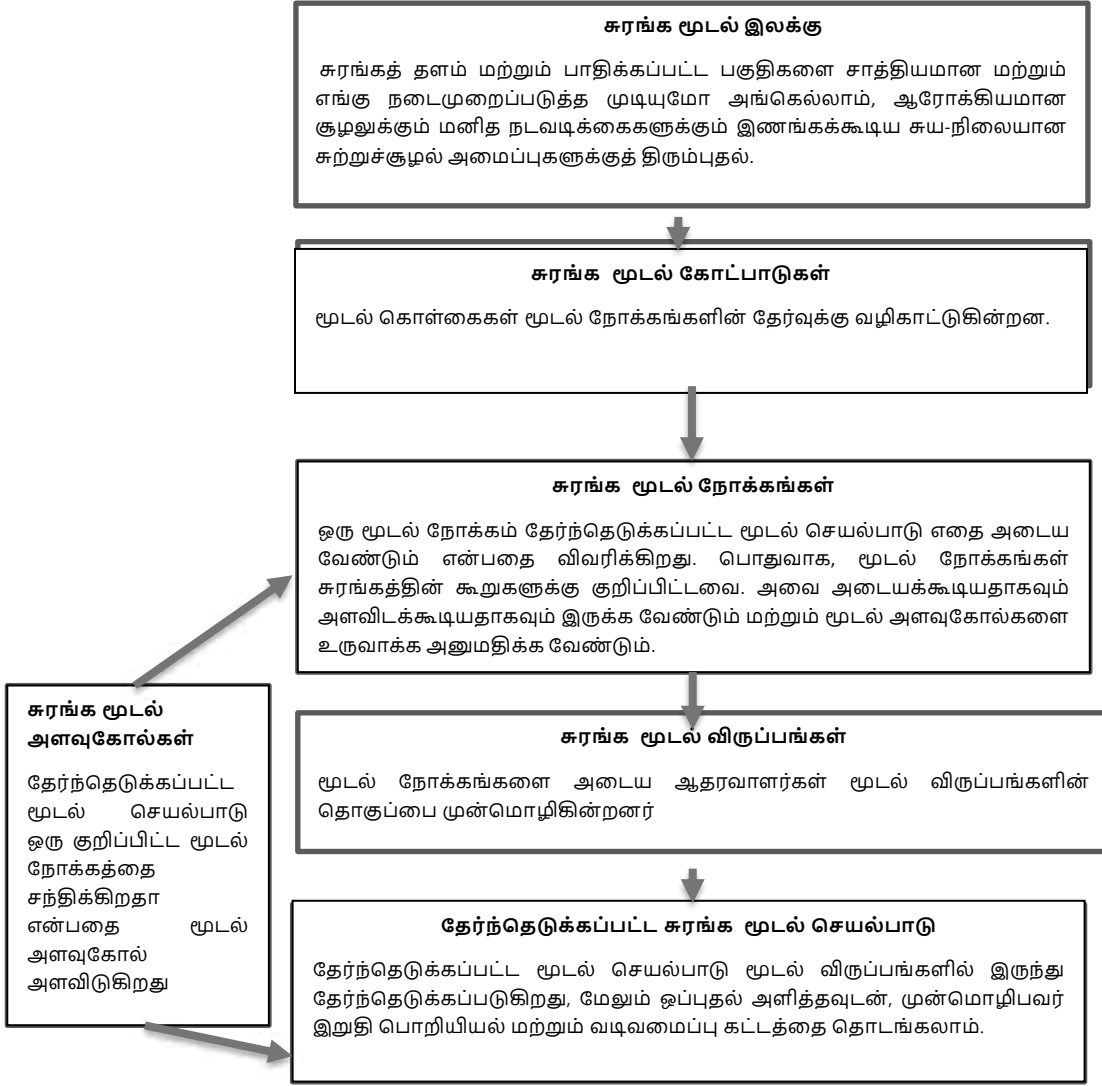 சுரங்க மூடல் இலக்கு
சுரங்கத் தளம் மற்றும் பாதிக்கப்பட்ட பகுதிகளை சாத்தியமான மற்றும்
எங்கு நடைமுறைப்படுத்த முடியுமோ அங்கெல்லாம், ஆரோக்கியமான
சூழலுக்கும் மனித நடவடிக்கைகளுக்கும் இணங்கக்கூடிய சுய-நிலையான
சுற்றுச்சூழல் அமைப்புகளுக்குத் திரும்புதல்.
சுரங்க மூடல் கோட்பாடுகள்
மூடல் கொள்கைகள் மூடல் நோக்கங்களின் தேர்வுக்கு வழிகாட்டுகின்றன.
சுரங்க மூடல் நோக்கங்கள்
ஒரு மூடல் நோக்கம் தேர்ந்தெடுக்கப்பட்ட மூடல் செயல்பாடு எதை அடைய
வேண்டும் என்பதை விவரிக்கிறது. பொதுவாக, மூடல் நோக்கங்கள்
சுரங்கத்தின் கூறுகளுக்கு குறிப்பிட்டவை. அவை அடையக்கூடியதாகவும்
அளவிடக்கூடியதாகவும் இருக்க வேண்டும் மற்றும் மூடல் அளவுகோல்களை
உருவாக்க அனுமதிக்க வேண்டும்.
சுரங்க மூடல்
அளவுகோல்கள்
தேர்ந்தெடுக்கப்பட்ட
மூடல் செயல்பாடு
ஒரு குறிப்பிட்ட மூடல்
நோக்கத்தை
சந்திக்கிறதா
என்பதை மூடல்
அளவுகோல்
அளவிடுகிறது
சுரங்க மூடல் விருப்பங்கள்
மூடல் நோக்கங்களை அடைய ஆதரவாளர்கள் மூடல் விருப்பங்களின்
தொகுப்பை முன்மொழிகின்றனர்
தேர்ந்தெடுக்கப்பட்ட சுரங்க மூடல் செயல்பாடு
தேர்ந்தெடுக்கப்பட்ட மூடல் செயல்பாடு மூடல் விருப்பங்களில் இருந்து
தேர்ந்தெடுக்கப்படுகிறது, மேலும் ஒப்புதல் அளித்தவுடன், முன்மொழிபவர்
இறுதி பொறியியல் மற்றும் வடிவமைப்பு கட்டத்தை தொடங்கலாம்.